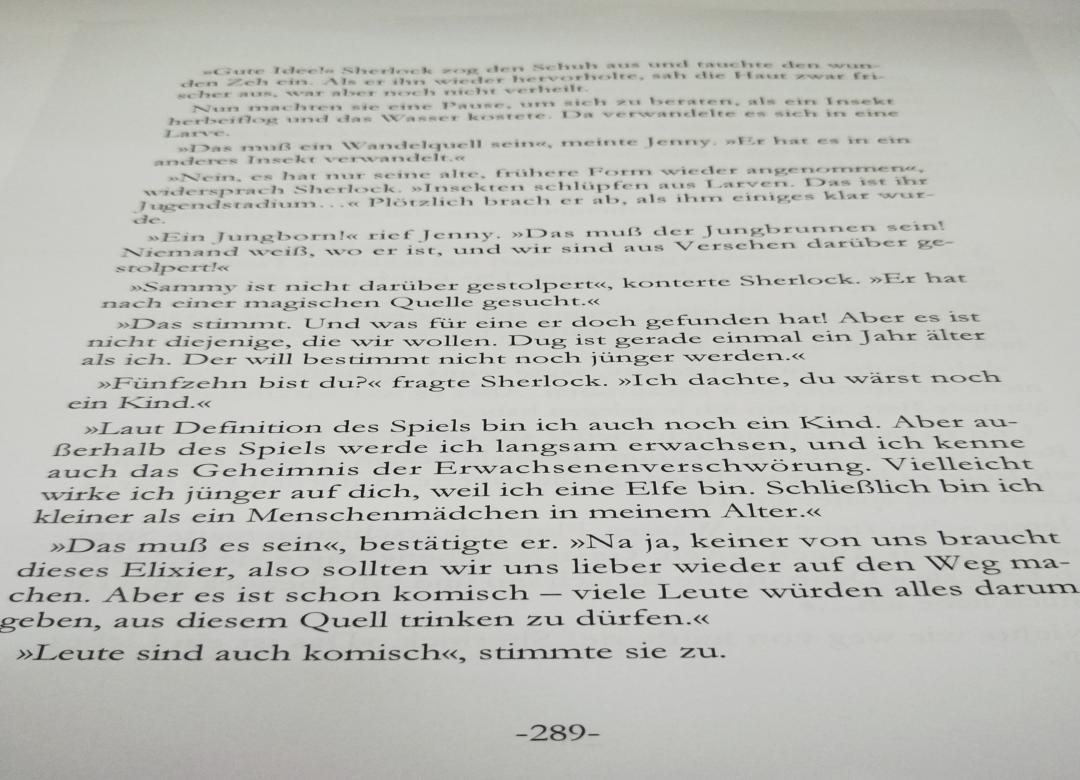 »Gute Idee!« Sherlock zog den Schuh aus und tauchte den wun-
den Zeh ein. Als er ihn wieder hervorholte, sah die Haut zwar fri-
scher aus, war aber noch nicht verheilt.
Nun machten sie eine Pause, um sich zu beraten, als ein Insekt
herbeiflog und das Wasser kostete. Da verwandelte es sich in eine
Larve.
»Das muß ein Wandelquell sein«, meinte Jenny. »Er hat es in ein
anderes Insekt verwandelt.«
»Nein, es hat nur seine alte, frühere Form wieder angenommen«,
widersprach Sherlock. »Insekten schlüpfen aus Larven. Das ist ihr
Jugendstadium...« Plötzlich brach er ab, als ihm einiges klar wur-
de.
»Ein Jungborn!« rief Jenny. »Das muß der Jungbrunnen sein!
Niemand weiß, wo er ist, und wir sind aus Versehen darüber ge-
stolpert!«
»Sammy ist nicht darüber gestolpert«, konterte Sherlock. »Er hat
nach einer magischen Quelle gesucht.«
»Das stimmt. Und was für eine er doch gefunden hat! Aber es ist
nicht diejenige, die wir wollen. Dug ist gerade einmal ein Jahr älter
als ich. Der will bestimmt nicht noch jünger werden.«
»Fünfzehn bist du?« fragte Sherlock. »Ich dachte, du wärst noch
ein Kind.«
»Laut Definition des Spiels bin ich auch noch ein Kind. Aber au-
ßerhalb des Spiels werde ich langsam erwachsen, und ich kenne
auch das Geheimnis der Erwachsenenverschwörung. Vielleicht
wirke ich jünger auf dich, weil ich eine Elfe bin. Schließlich bin ich
kleiner als ein Menschenmädchen in meinem Alter.«
»Das muß es sein«, bestätigte er. »Na ja, keiner von uns braucht
dieses Elixier, also sollten wir uns lieber wieder auf den Weg ma-
chen. Aber es ist schon komisch – viele Leute würden alles darum
geben, aus diesem Quell trinken zu dürfen.«
»Leute sind auch komisch«, stimmte sie zu.
-289-